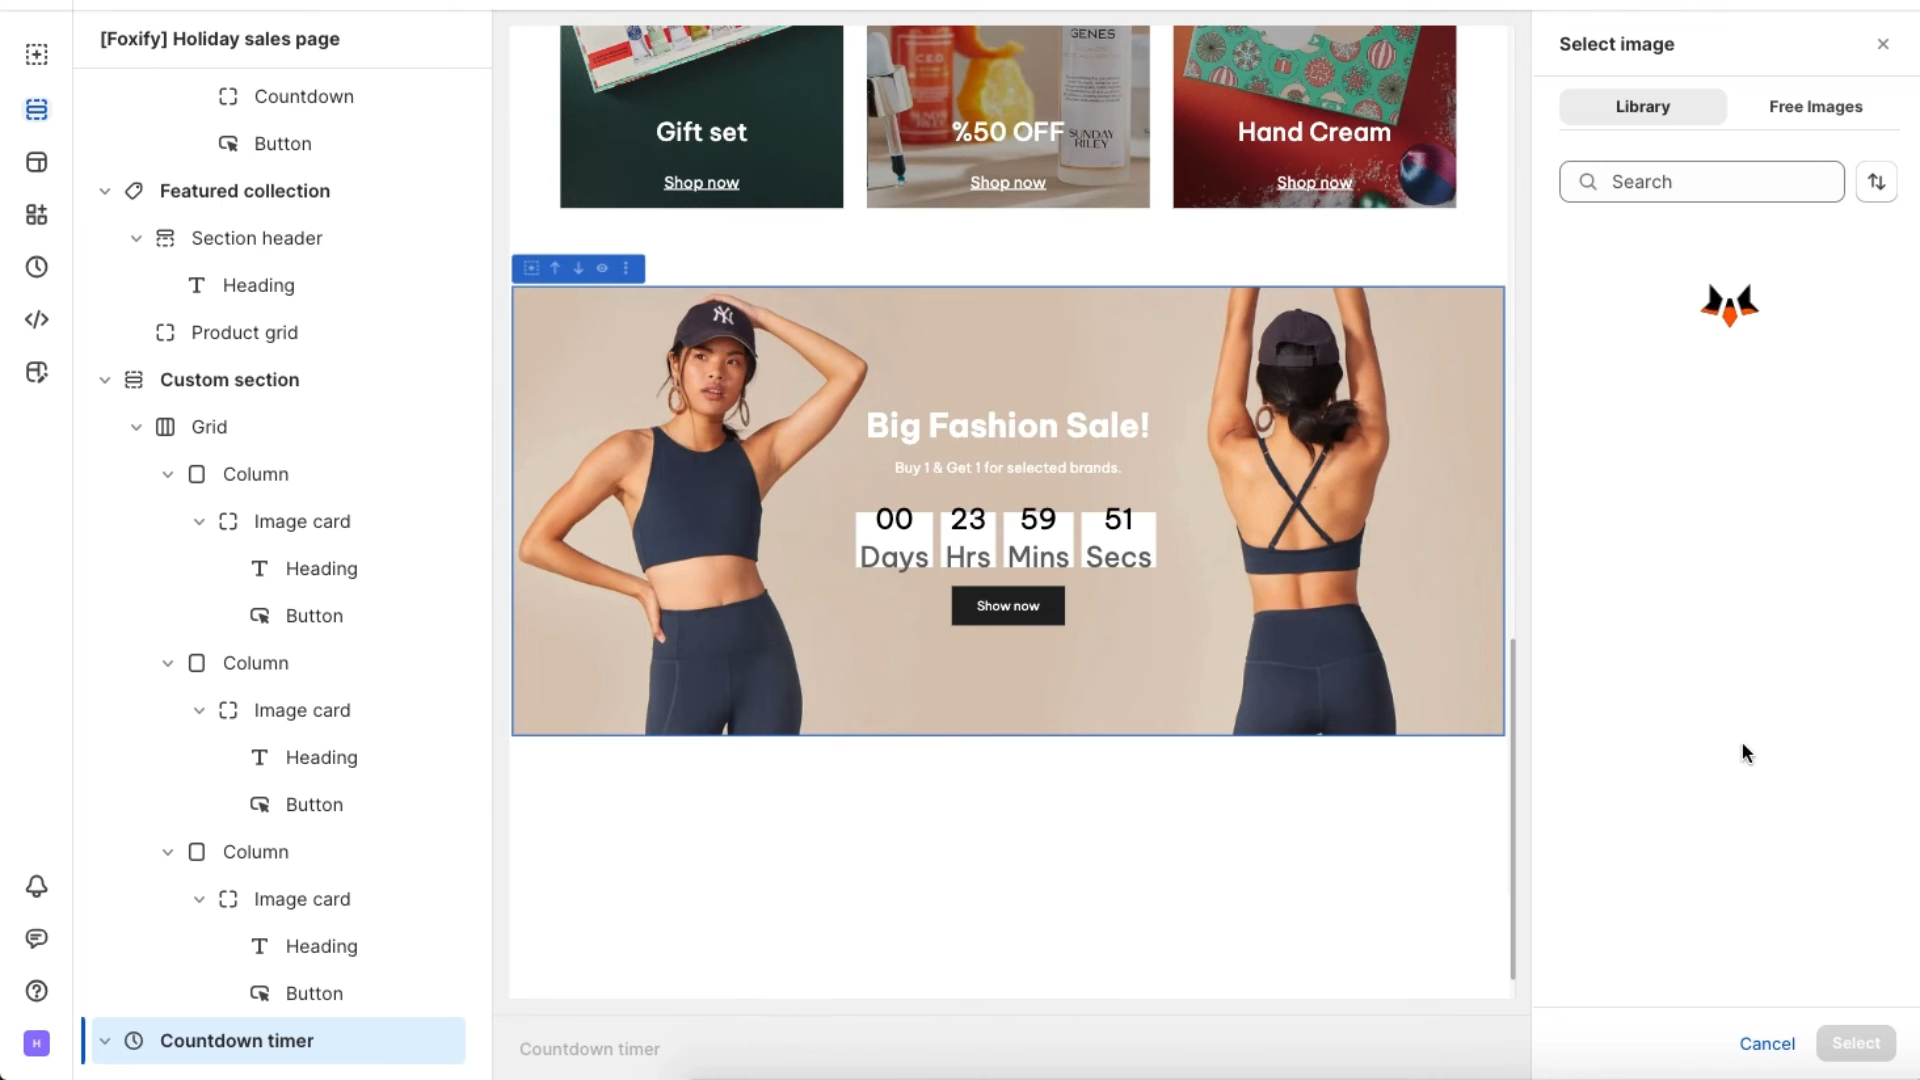 [Foxify] Holiday sales page
Countdown
Button
Featured collection
Section header
Heading
Product grid
Custom section
Grid
Column
Image card
Heading
Button
Column
Image card
Heading
Button
Column
Image card
Heading
Button
Countdown timer
H
GENES
C.E.O.
SUNDAY
RILEY
Gift set
Shop now
%50 OFF
Shop now
Hand Cream
Shop now
NY
Big Fashion Sale!
Buy 1 & Get 1 for selected brands.
00 23 59 51
Days Hrs Mins Secs
Show now
Countdown timer
Select image
Library Free Images
Search
Cancel Select